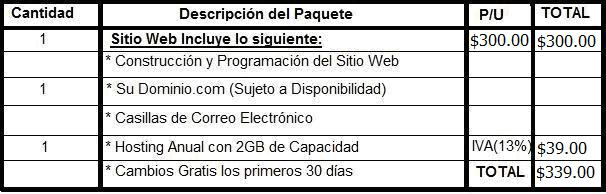 Cantidad Descripción del Paquete P/U TOTAL
1 Sitio Web Incluye lo siguiente: $300.00 $300.00
* Construcción y Programación del Sitio Web
1 * Su Dominio.com (Sujeto a Disponibilidad)
* Casillas de Correo Electrónico
1 * Hosting Anual con 2GB de Capacidad IVA(13%) $39.00
* Cambios Gratis los primeros 30 días TOTAL $339.00